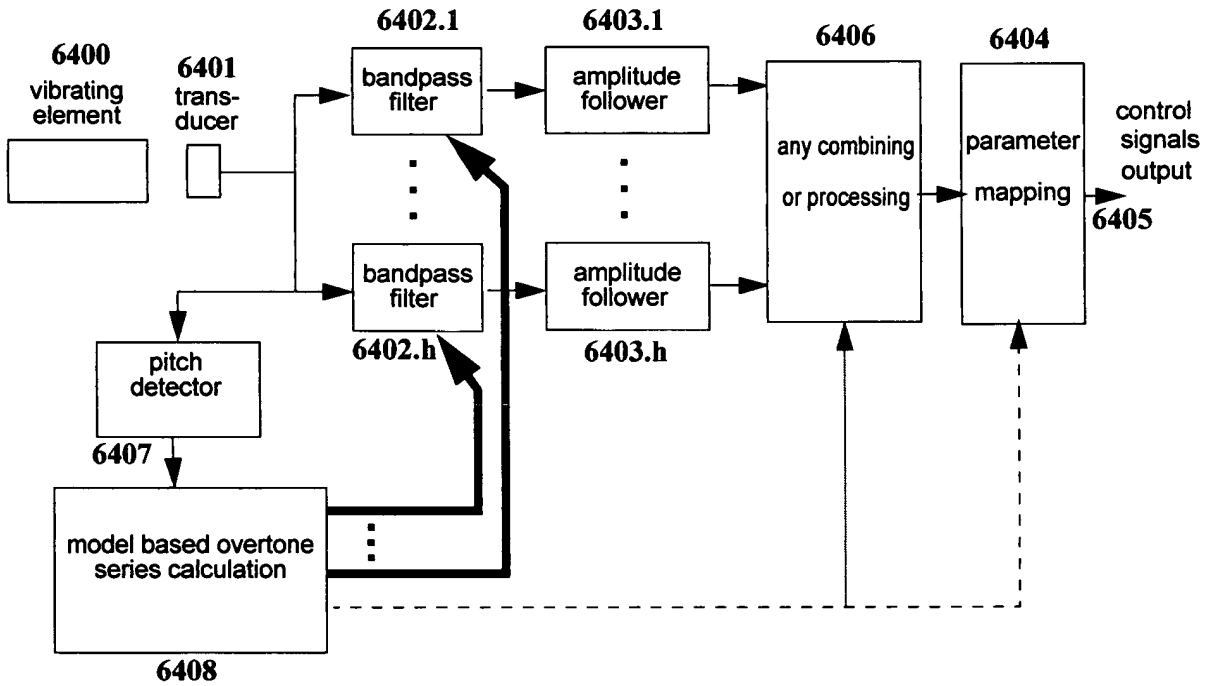 6400
vibrating
element
6401
trans-
ducer
6402.1
bandpass
filter
6403.1
amplitude
follower
6406
any combining
or processing
6404
parameter
mapping
control
signals
output
6405
bandpass
filter
6402.h
amplitude
follower
6403.h
pitch
detector
6407
model based overtone
series calculation
6408